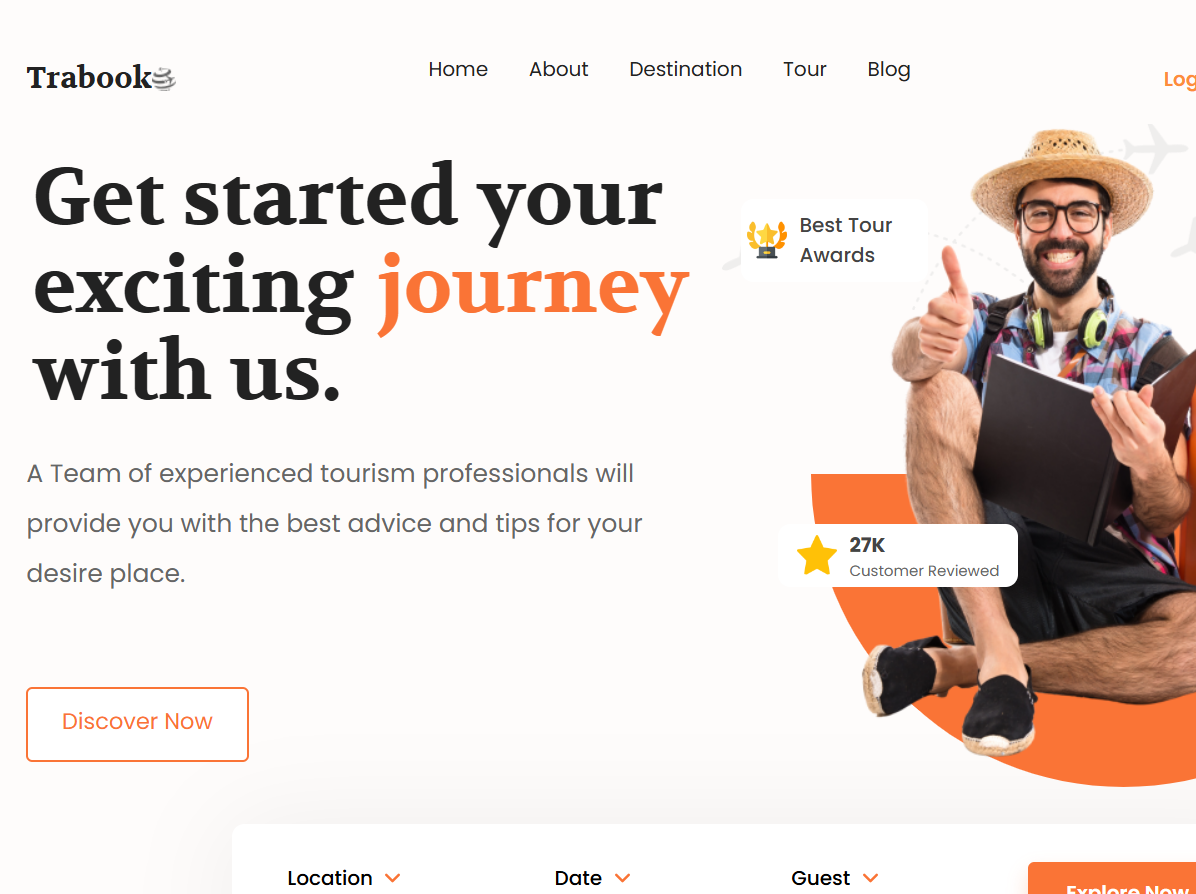 Trabook
Home About Destination Tour Blog
Log
Get started your
exciting journey
with us.
Best Tour
Awards
A Team of experienced tourism professionals will
provide you with the best advice and tips for your
desire place.
27K
Customer Reviewed
Discover Now
Location Date Guest
Explore Now